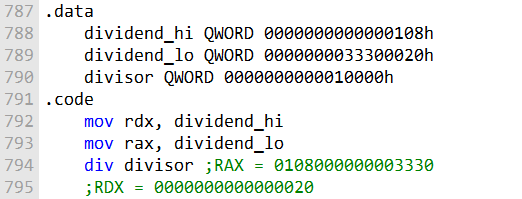 787 .data
788     dividend_hi QWORD 0000000000000108h
789     dividend_lo QWORD 0000000033300020h
790     divisor QWORD 0000000000010000h
791 .code
792     mov rdx, dividend_hi
793     mov rax, dividend_lo
794     div divisor ;RAX = 0108000000003330
795     ;RDX = 0000000000000020